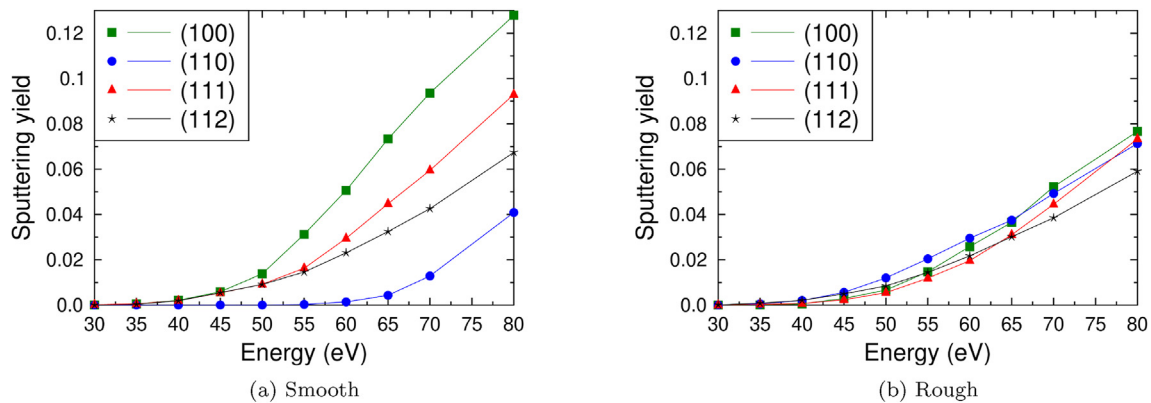 0.12
0.1
0.08
0.06
0.04
0.02
0.0
Sputtering yield
(100)
(110)
(111)
(112)
30 35 40 45 50 55 60 65 70 80
Energy (eV)
(a) Smooth
0.12
0.1
0.08
0.06
0.04
0.02
0.0
Sputtering yield
(100)
(110)
(111)
(112)
30 35 40 45 50 55 60 65 70 80
Energy (eV)
(b) Rough